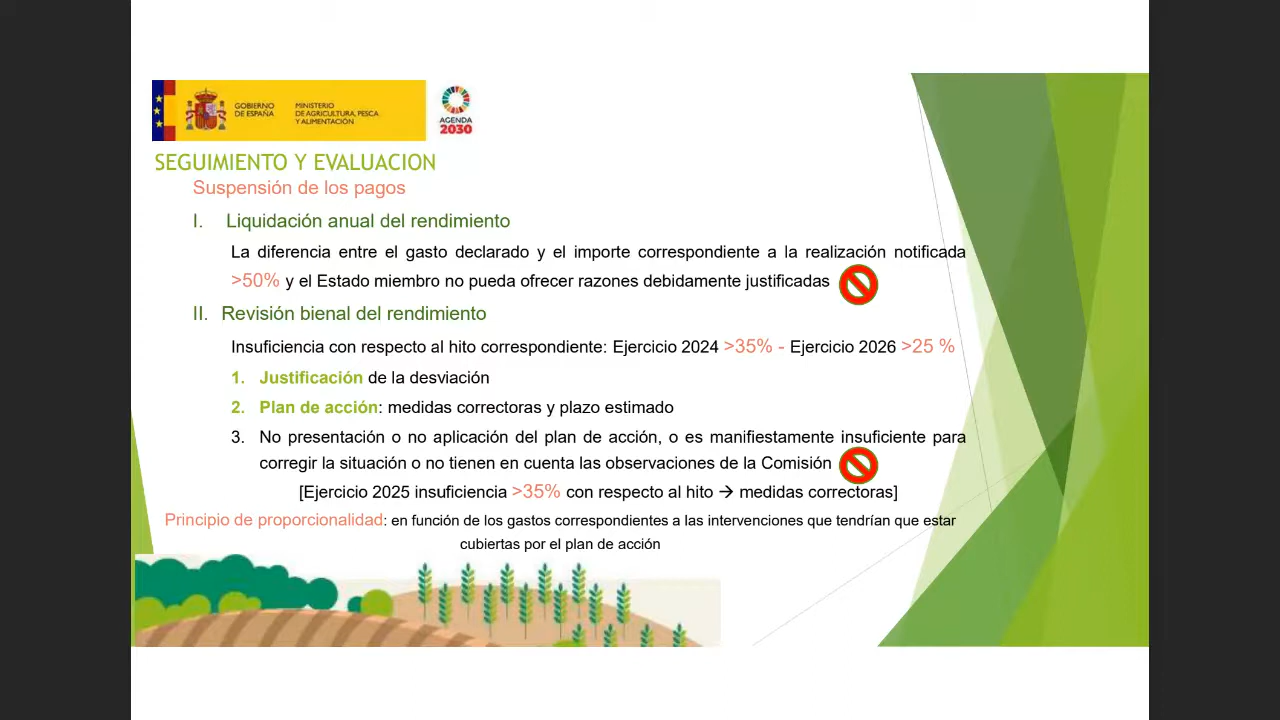 GOBIERNO
DE ESPAÑA
MINISTERIO
DE AGRICULTURA, PESCA
Y ALIMENTACIÓN
AGENDA
2030
SEGUIMIENTO Y EVALUACION
Suspensión de los pagos
I. Liquidación anual del rendimiento
La diferencia entre el gasto declarado y el importe correspondiente a la realización notificada
>50% y el Estado miembro no pueda ofrecer razones debidamente justificadas
II. Revisión bienal del rendimiento
Insuficiencia con respecto al hito correspondiente: Ejercicio 2024 >35% - Ejercicio 2026 >25 %
1. Justificación de la desviación
2. Plan de acción: medidas correctoras y plazo estimado
3. No presentación o no aplicación del plan de acción, o es manifiestamente insuficiente para
corregir la situación o no tienen en cuenta las observaciones de la Comisión
[Ejercicio 2025 insuficiencia >35% con respecto al hito → medidas correctoras]
Principio de proporcionalidad: en función de los gastos correspondientes a las intervenciones que tendrían que estar
cubiertas por el plan de acción